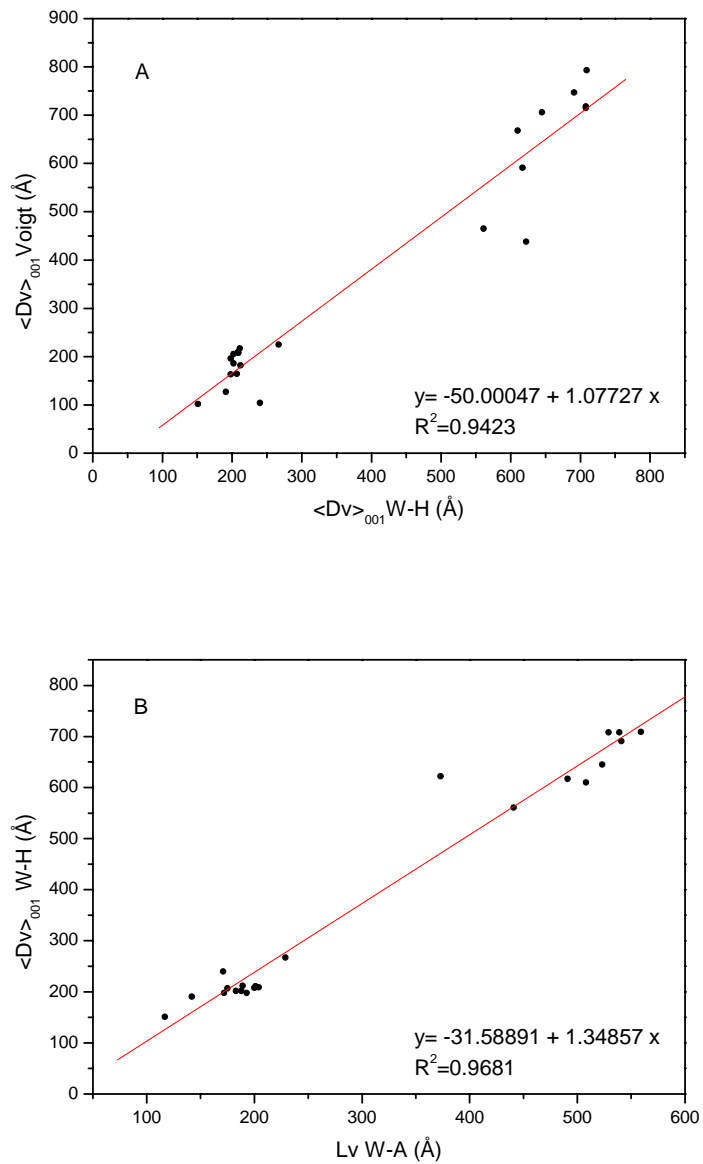 900
800
700
600
500
400
300
200
100
0
A
<Dv>001 Voigt (Å)
y= -50.00047 + 1.07727 x
R2=0.9423
0 100 200 300 400 500 600 700 800
<Dv>001 W-H (Å)
800
700
600
500
400
300
200
100
0
B
<Dv>001 W-H (Å)
y= -31.58891 + 1.34857 x
R2=0.9681
100 200 300 400 500 600
Lv W-A (Å)